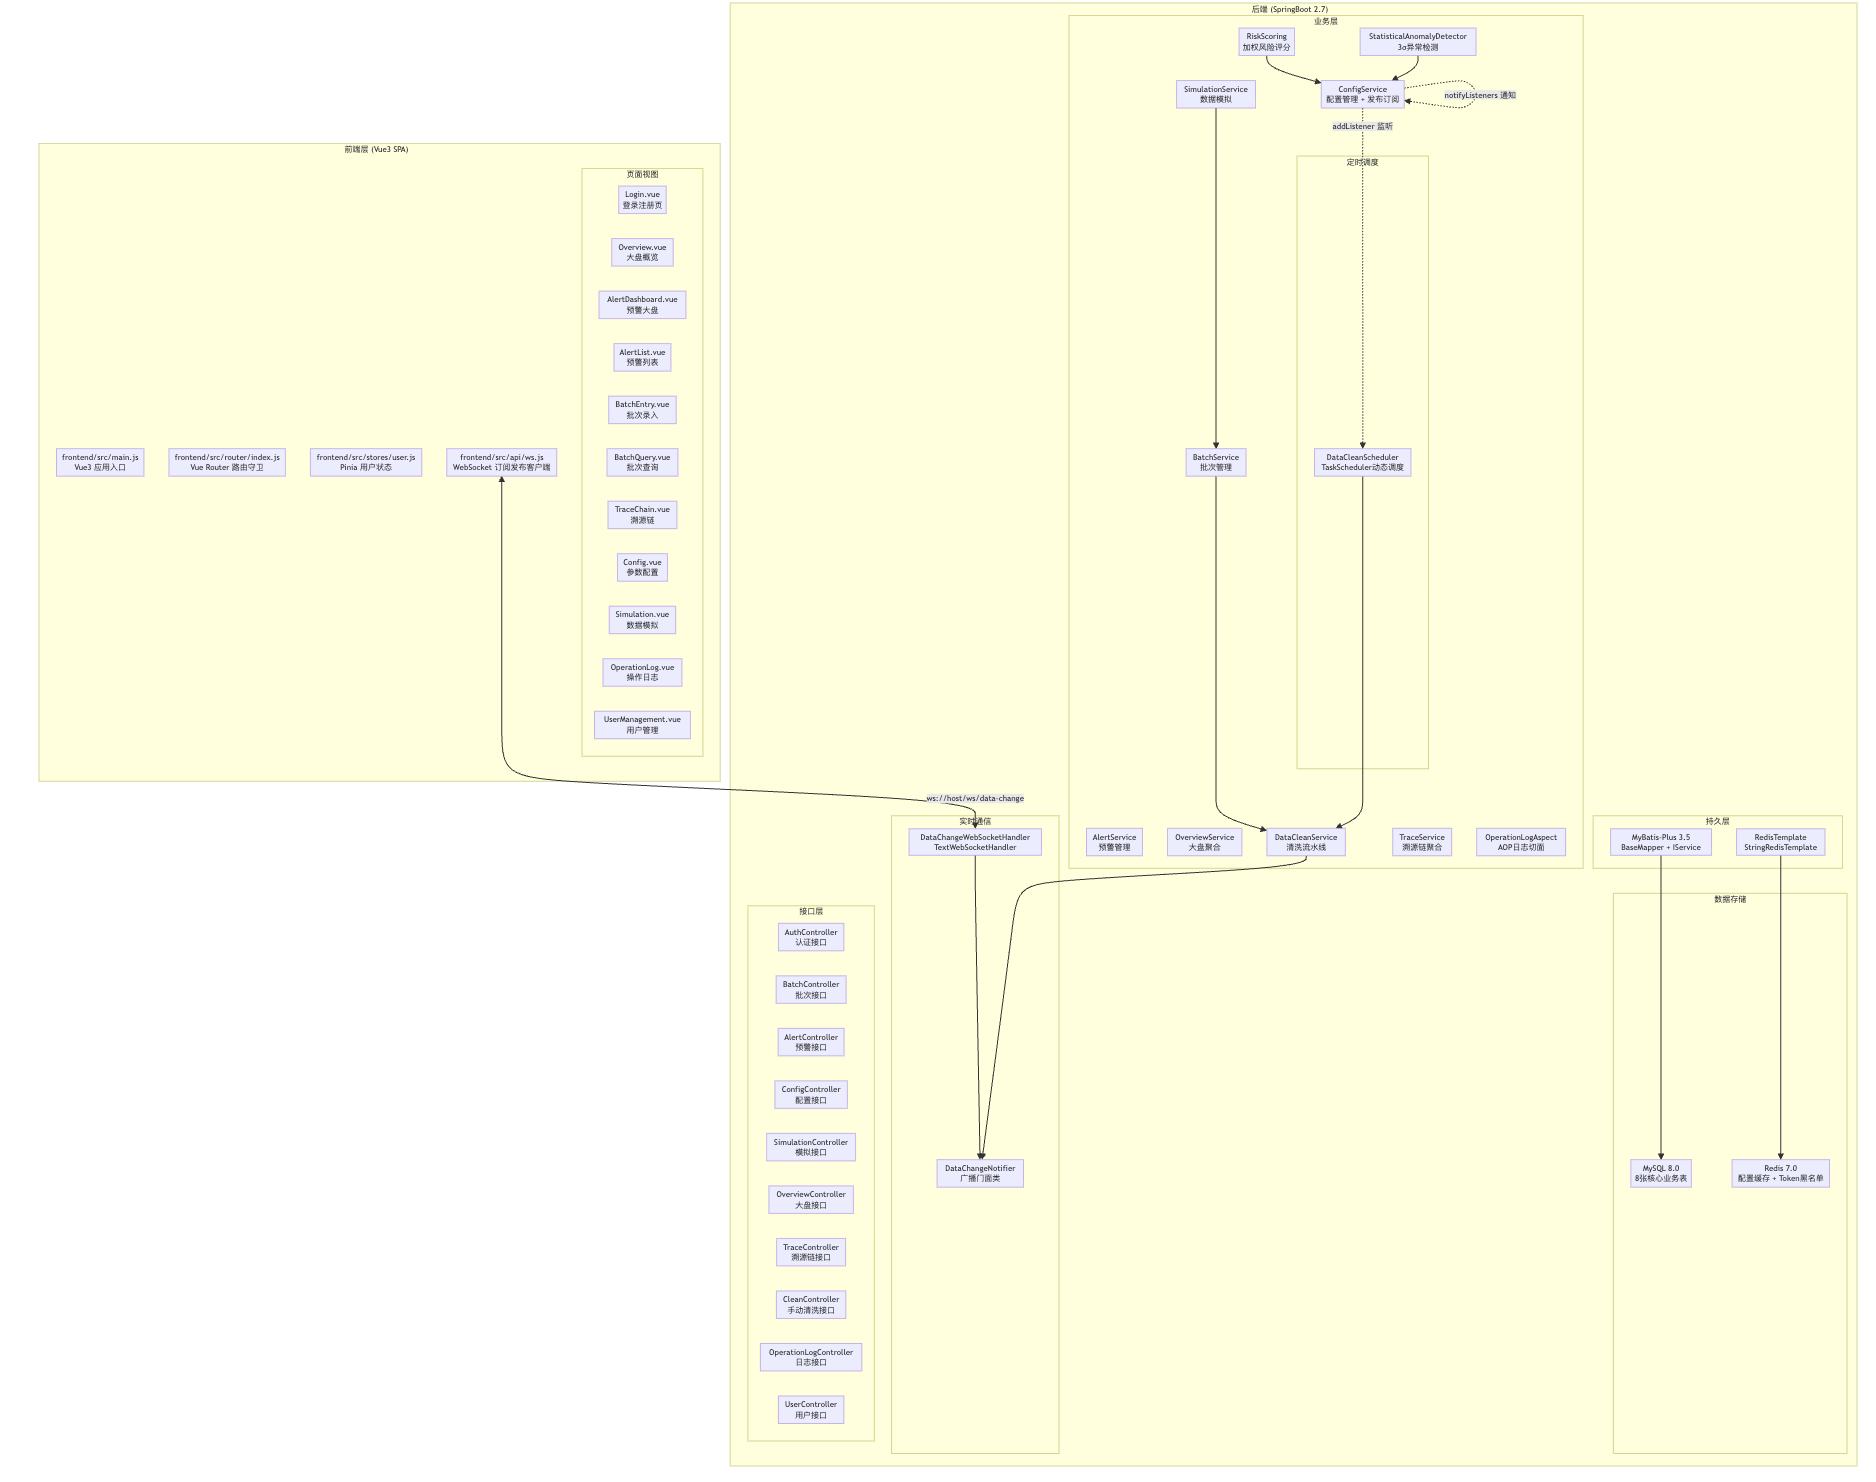 后端 (SpringBoot 2.7)
业务层
RiskScoring
加权风险评分
StatisticalAnomalyDetector
3σ异常检测
SimulationService
数据模拟
ConfigService
配置管理 + 发布订阅
notifyListeners 通知
addListener 监听
定时调度
BatchService
批次管理
DataCleanScheduler
TaskScheduler动态调度
AlertService
预警管理
OverviewService
大盘聚合
DataCleanService
清洗流水线
TraceService
溯源链聚合
OperationLogAspect
AOP日志切面
前端层 (Vue3 SPA)
页面视图
Login.vue
登录注册页
Overview.vue
大盘概览
AlertDashboard.vue
预警大盘
AlertList.vue
预警列表
BatchEntry.vue
批次录入
frontend/src/main.js
Vue3 应用入口
frontend/src/router/index.js
Vue Router 路由守卫
frontend/src/stores/user.js
Pinia 用户状态
frontend/src/api/ws.js
WebSocket 订阅发布客户端
BatchQuery.vue
批次查询
TraceChain.vue
溯源链
Config.vue
参数配置
Simulation.vue
数据模拟
OperationLog.vue
操作日志
UserManagement.vue
用户管理
ws://host/ws/data-change
实时通信
DataChangeWebSocketHandler
TextWebSocketHandler
DataChangeNotifier
广播门面类
持久层
MyBatis-Plus 3.5
BaseMapper + IService
RedisTemplate
StringRedisTemplate
数据存储
MySQL 8.0
8张核心业务表
Redis 7.0
配置缓存 + Token黑名单
接口层
AuthController
认证接口
BatchController
批次接口
AlertController
预警接口
ConfigController
配置接口
SimulationController
模拟接口
OverviewController
大盘接口
TraceController
溯源链接口
CleanController
手动清洗接口
OperationLogController
日志接口
UserController
用户接口